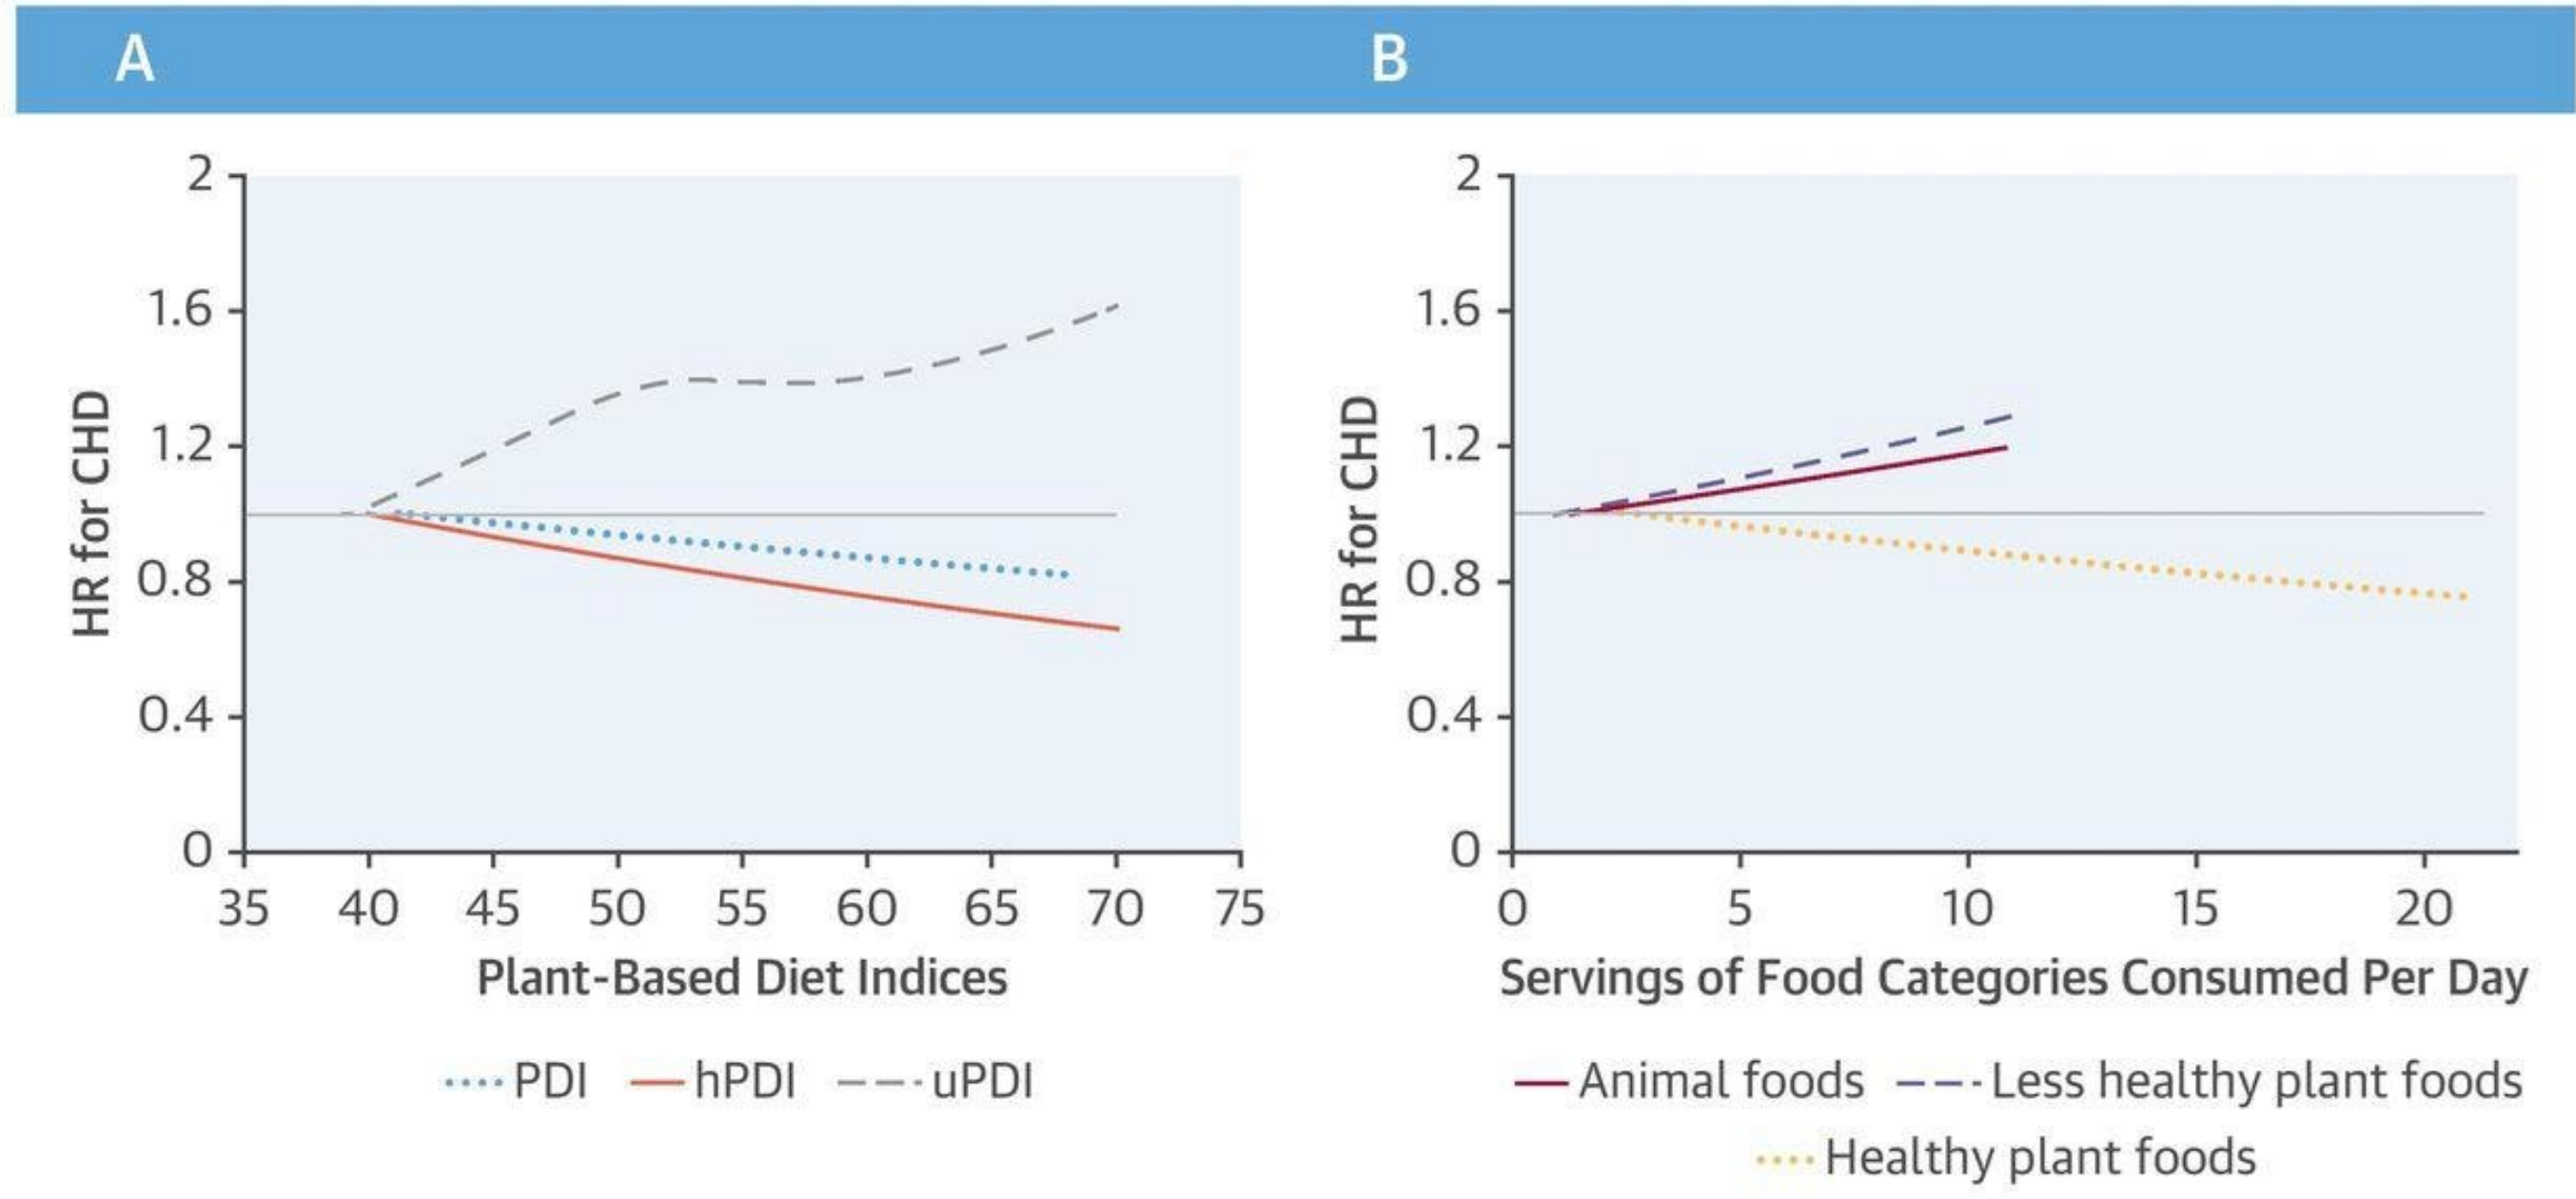 A
B
2
1.6
1.2
0.8
0.4
0
HR for CHD
35 40 45 50 55 60 65 70 75
Plant-Based Diet Indices
PDI hPDI uPDI
2
1.6
1.2
0.8
0.4
0
HR for CHD
0 5 10 15 20
Servings of Food Categories Consumed Per Day
Animal foods Less healthy plant foods
Healthy plant foods